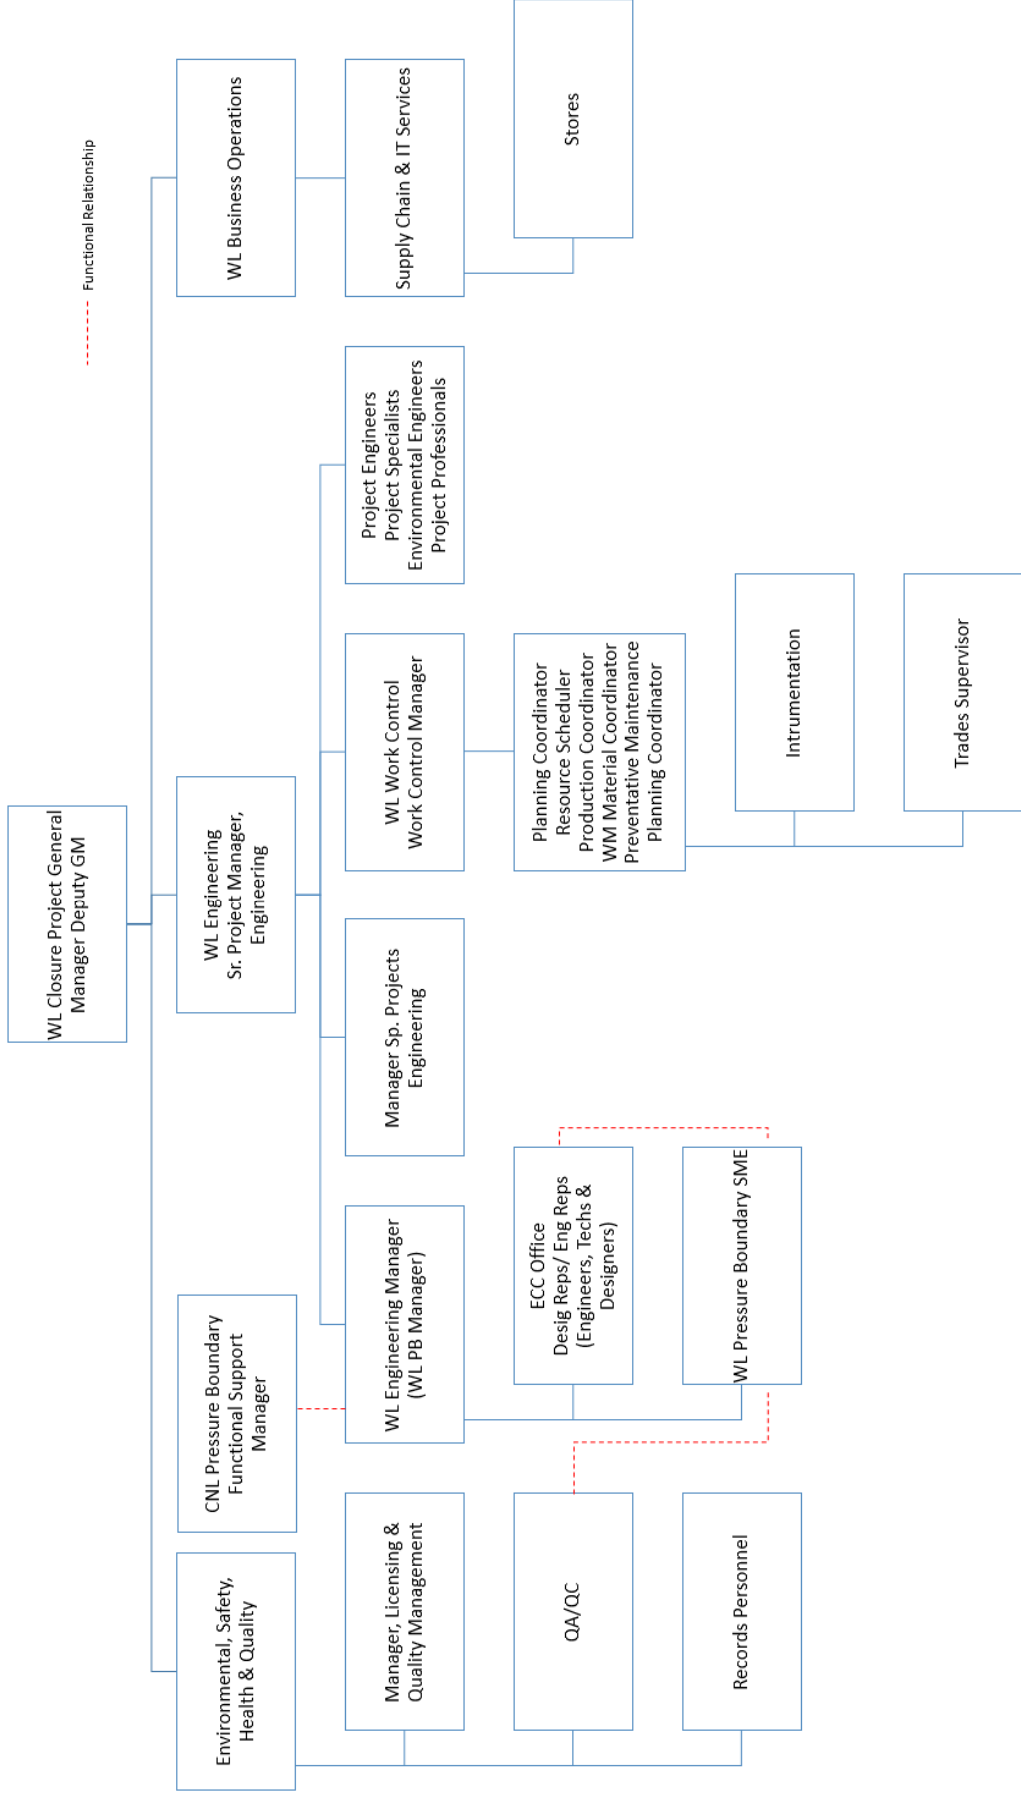 Functional Relationship
WL Closure Project General
Manager Deputy GM
Environmental, Safety,
Health & Quality
CNL Pressure Boundary
Functional Support
Manager
WL Engineering
Sr. Project Manager,
Engineering
WL Business Operations
Manager, Licensing &
Quality Management
WL Engineering Manager
(WL PB Manager)
Manager Sp. Projects
Engineering
WL Work Control
Work Control Manager
Project Engineers
Project Specialists
Environmental Engineers
Project Professionals
Supply Chain & IT Services
QA/QC
ECC Office
Desig Reps/ Eng Reps
(Engineers, Techs &
Designers)
Planning Coordinator
Resource Scheduler
Production Coordinator
WM Material Coordinator
Preventative Maintenance
Planning Coordinator
Stores
Records Personnel
WL Pressure Boundary SME
Intrumentation
Trades Supervisor